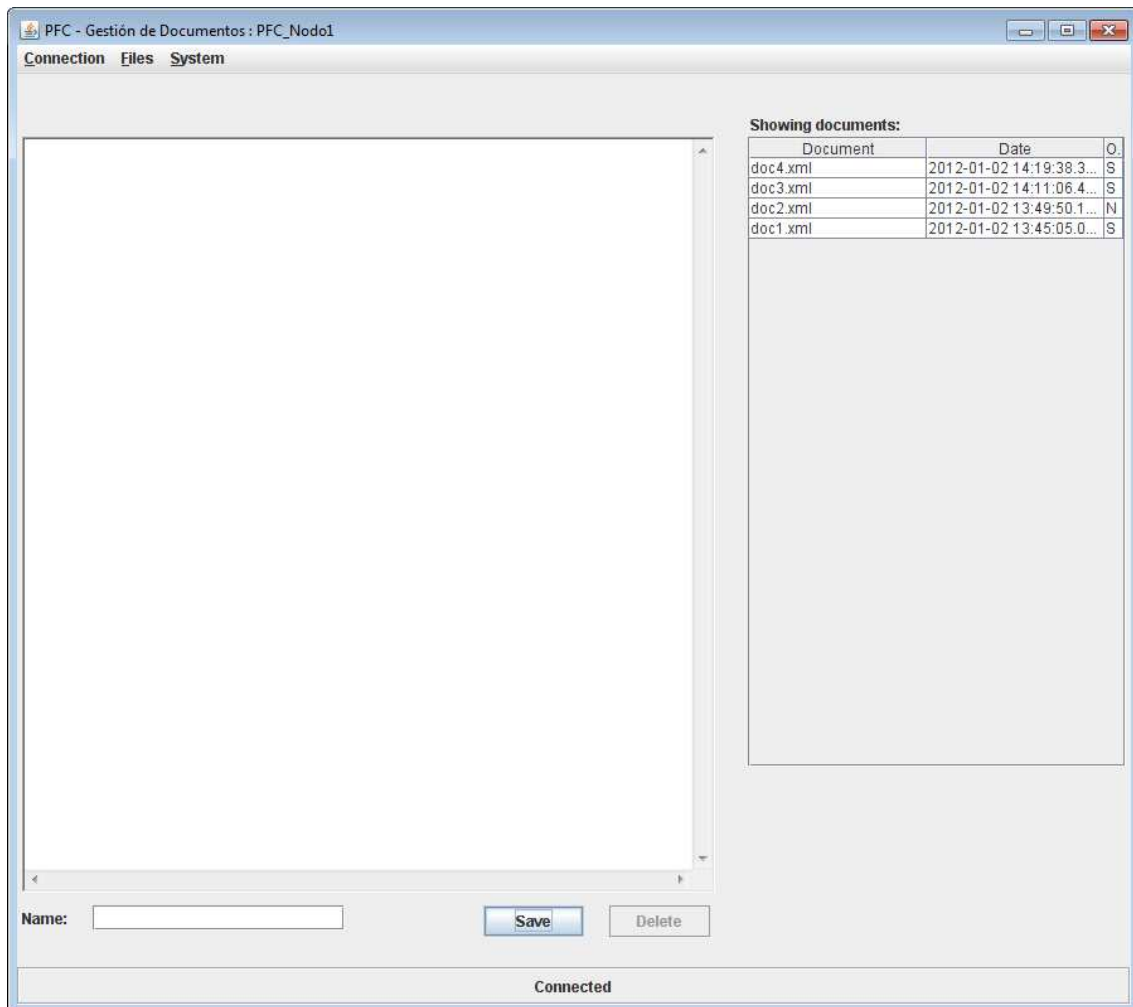 PFC - Gestión de Documentos : PFC_Nodo1
Connection Files System
Showing documents:
Document Date O.
doc4.xml 2012-01-02 14:19:38.3... S
doc3.xml 2012-01-02 14:11:06.4... S
doc2.xml 2012-01-02 13:49:50.1... N
doc1.xml 2012-01-02 13:45:05.0... S
Name: Save Delete
Connected